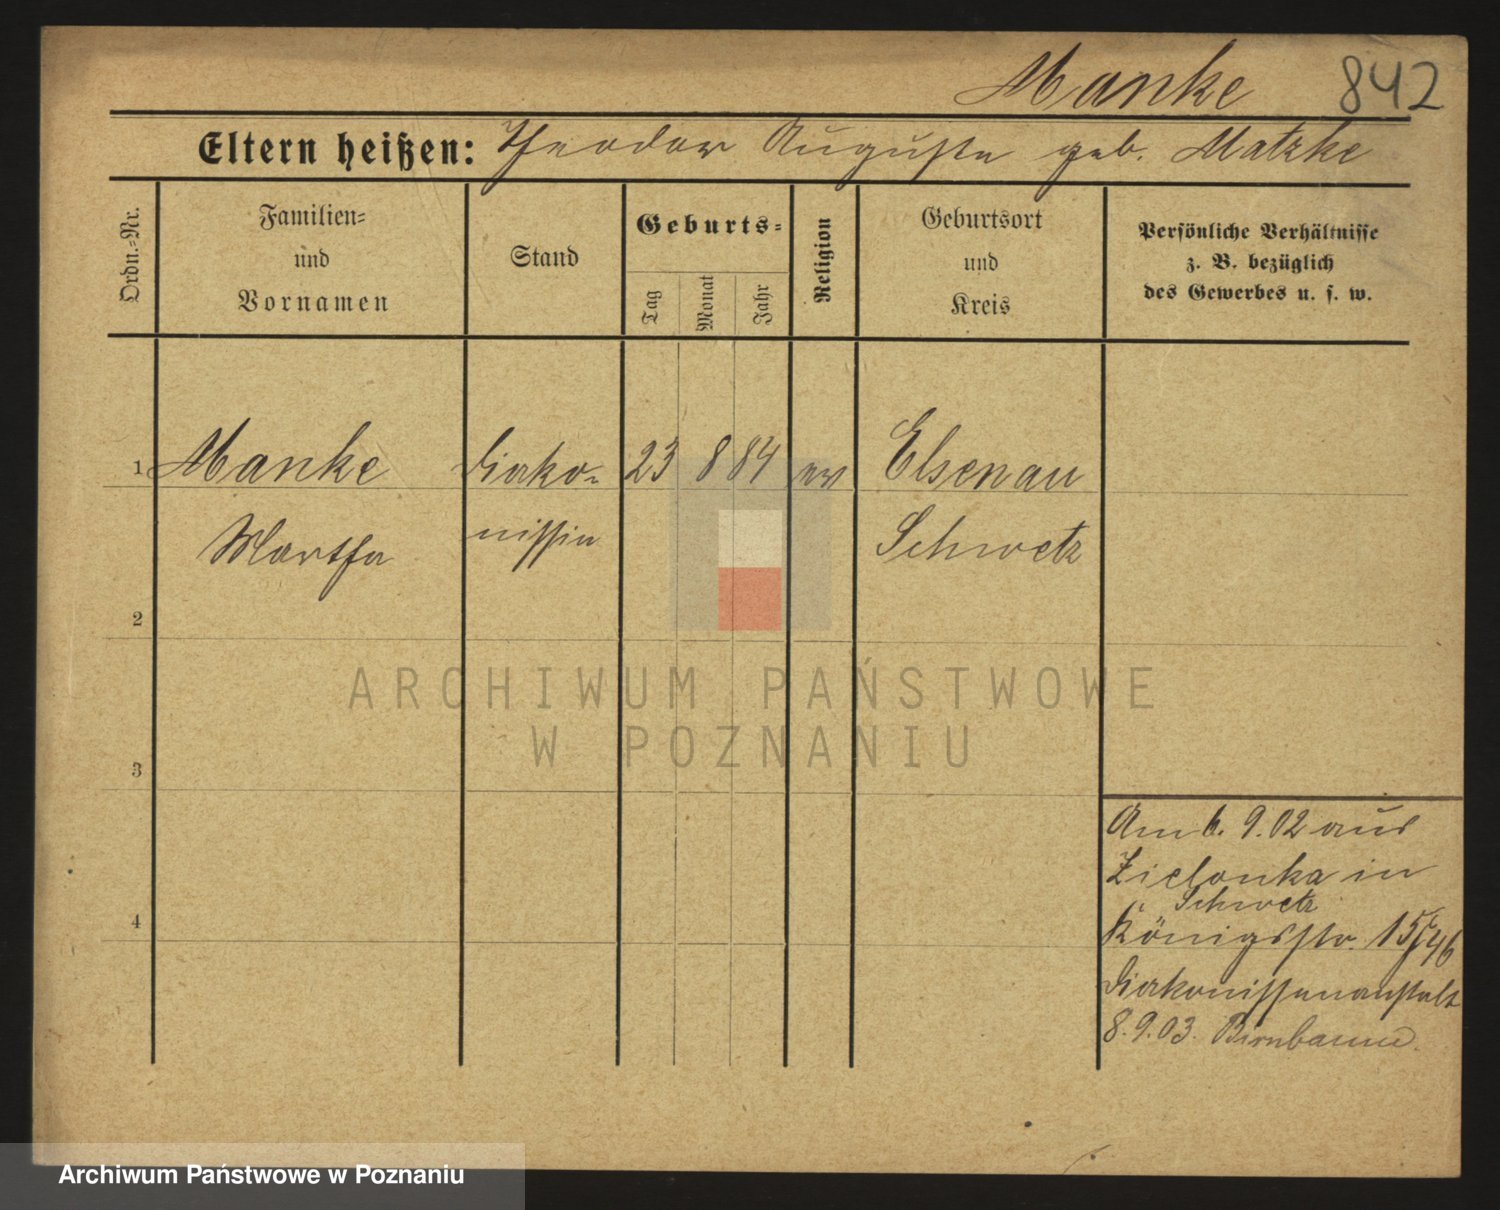 Manke 842
Eltern heißen: Theodor Auguste geb. Matzke
Ordn.=Nr.
Familien=
und
Vornamen
Stand
Geburts=
Tag
Monat
Jahr
Religion
Geburtsort
und
Kreis
Persönliche Verhältnisse
z. B. bezüglich
des Gewerbes u. s. w.
1 Manke Diako= 23 8 84 ev Elsenau
Martha nissin Schwetz
2
3
4
Am 6. 9. 02 aus
Zielonka in
Schwetz
Königsstr. 15
Diakonissenanstalt
8. 9. 03. Birnbaum
ARCHIWUM PAŃSTWOWE
W POZNANIU
Archiwum Państwowe w Poznaniu